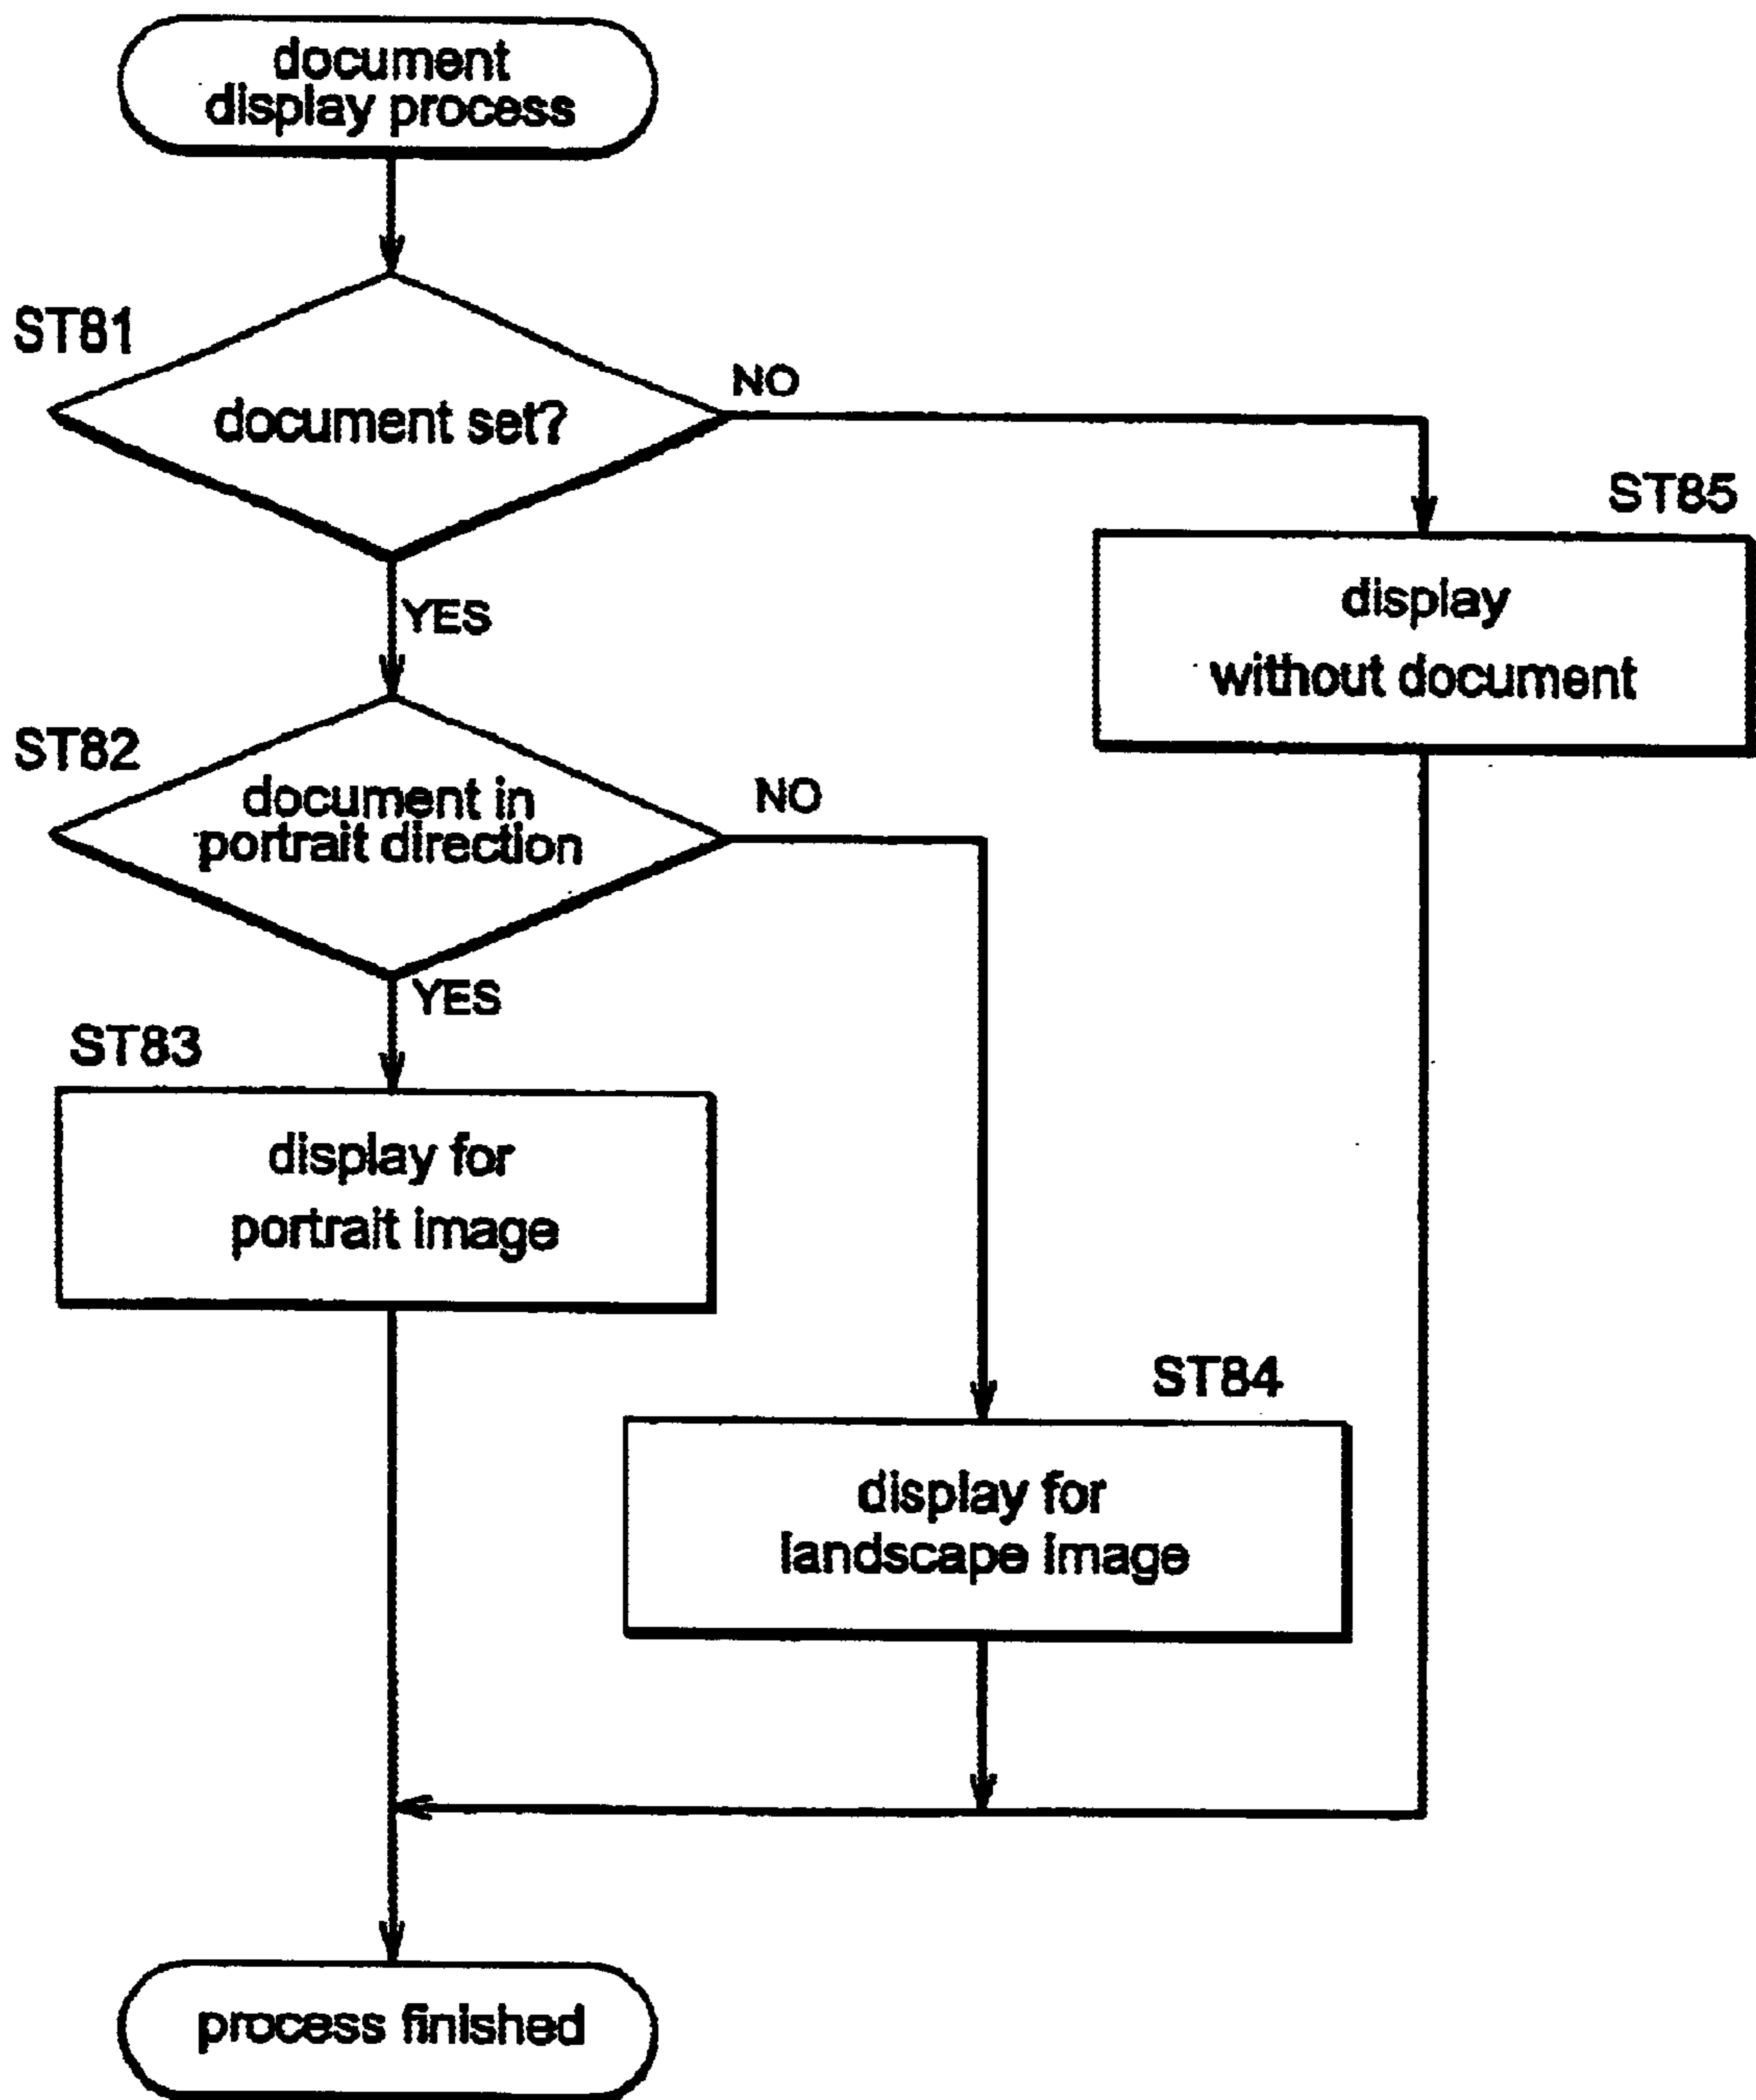 document
display process
ST81
document set?
NO
YES
ST85
display
without document
ST82
document in
portrait direction
NO
YES
ST83
display for
portrait image
ST84
display for
landscape image
process finished